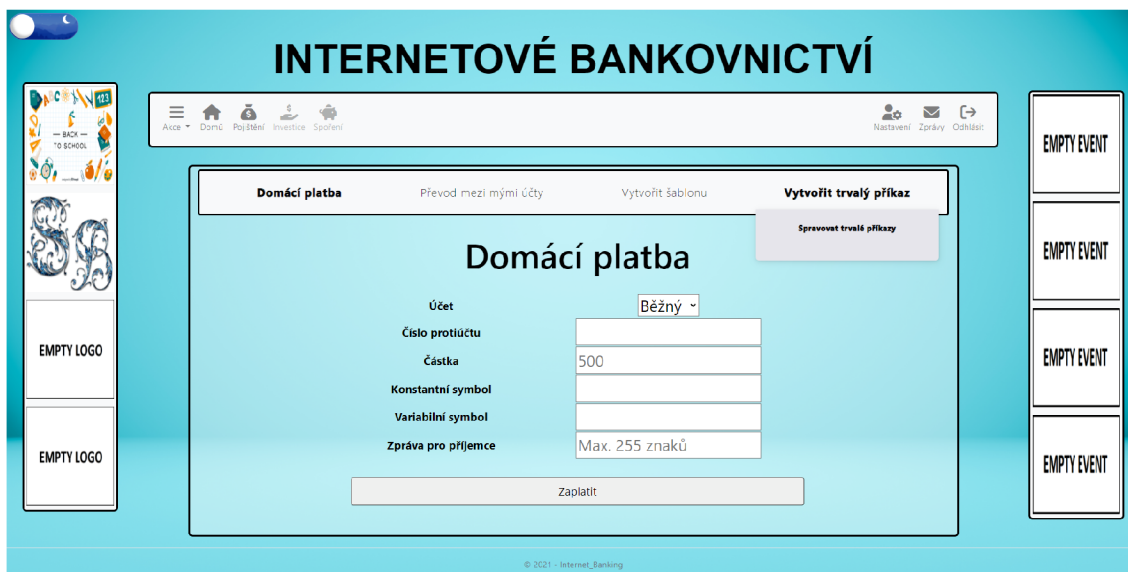 INTERNETOVÉ BANKOVNICTVÍ
ABC
123
BACK
TO SCHOOL
SB
EMPTY LOGO
EMPTY LOGO
Akce
Domů
Pojištění
Investice
Spoření
Nastavení
Zprávy
Odhlásit
Domácí platba
Převod mezi mými účty
Vytvořit šablonu
Vytvořit trvalý příkaz
Spravovat trvalé příkazy
Domácí platba
Účet
Běžný
Číslo protiúčtu
Částka
500
Konstantní symbol
Variabilní symbol
Zpráva pro příjemce
Max. 255 znaků
Zaplatit
EMPTY EVENT
EMPTY EVENT
EMPTY EVENT
EMPTY EVENT
© 2021 - Internet_Banking